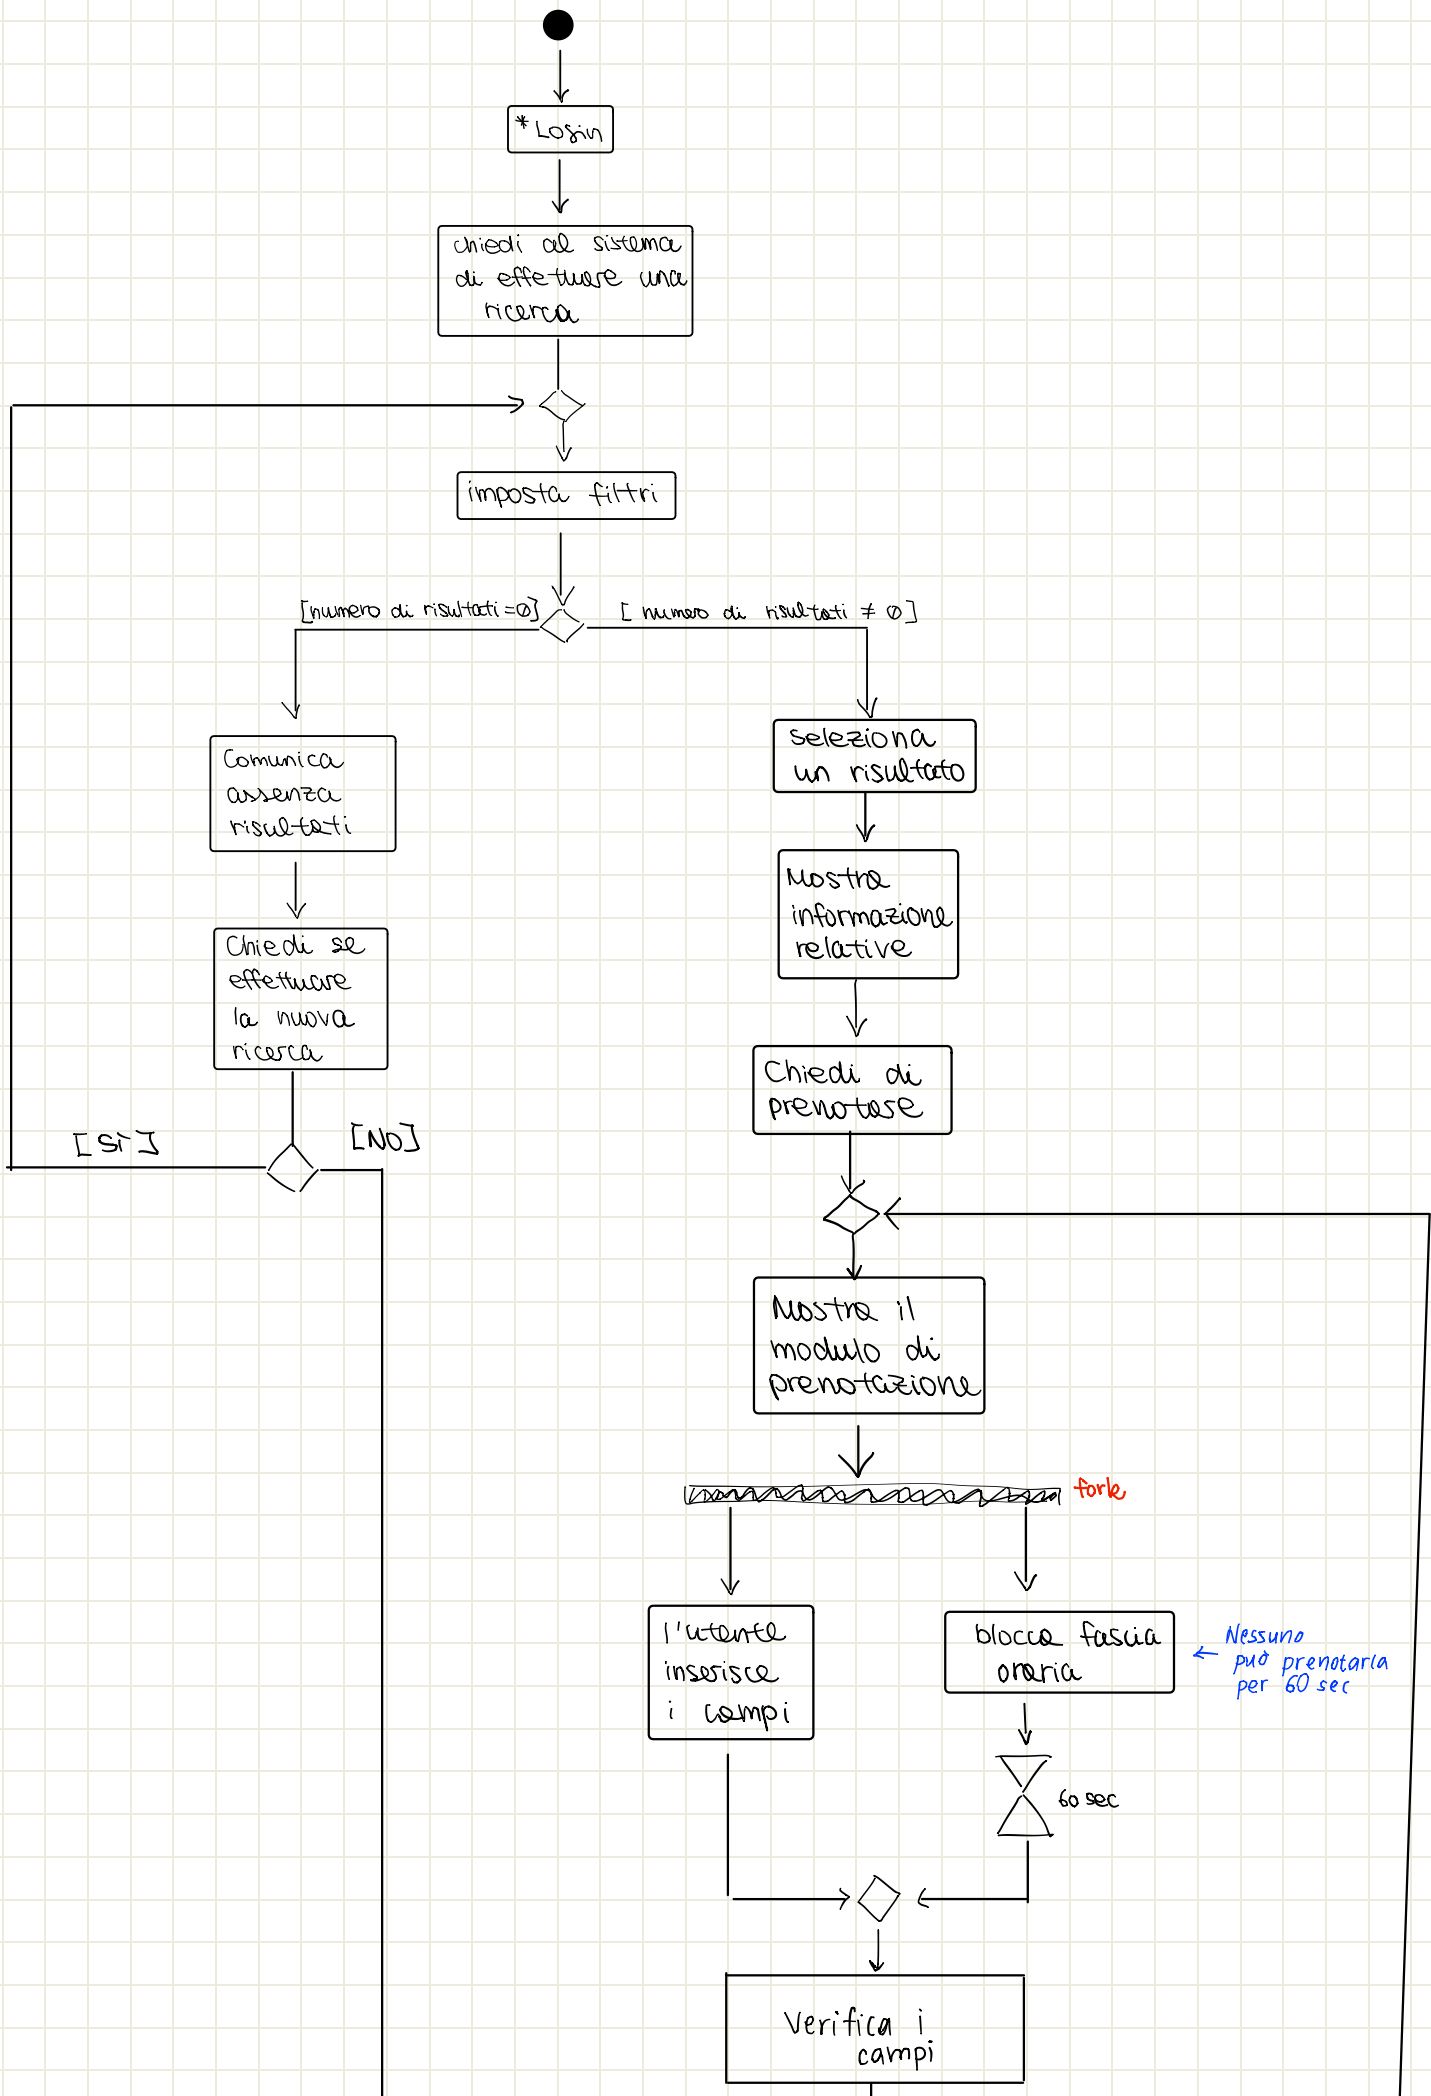 *Login
chiedi al sistema
di effettuare una
ricerca
imposta filtri
[numero di risultati=0]
[numero di risultati ≠ 0]
Comunica
assenza
risultati
Chiedi se
effettuare
la nuova
ricerca
[SÌ]
[NO]
seleziona
un risultato
Mostra
informazione
relative
Chiedi di
prenotare
Mostra il
modulo di
prenotazione
fork
l'utente
inserisce
i campi
blocca fascia
oraria
← Nessuno
può prenotarla
per 60 sec
60 sec
Verifica i
campi